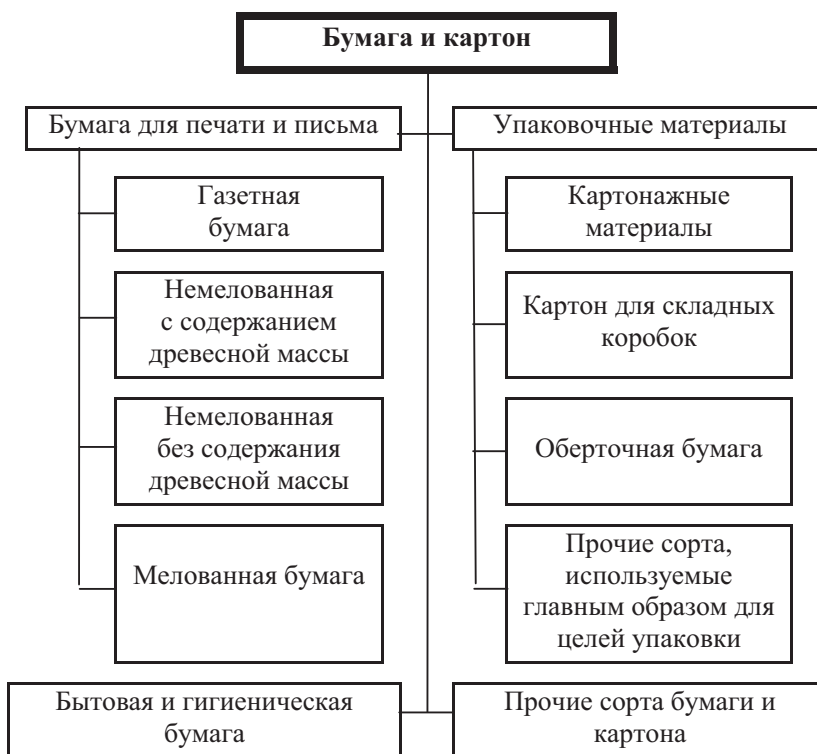 Бумага и картон
Бумага для печати и письма
Газетная
бумага
Немелованная
с содержанием
древесной массы
Немелованная
без содержания
древесной массы
Мелованная бумага
Упаковочные материалы
Картонажные
материалы
Картон для складных
коробок
Оберточная бумага
Прочие сорта,
используемые
главным образом для
целей упаковки
Бытовая и гигиеническая
бумага
Прочие сорта бумаги и
картона